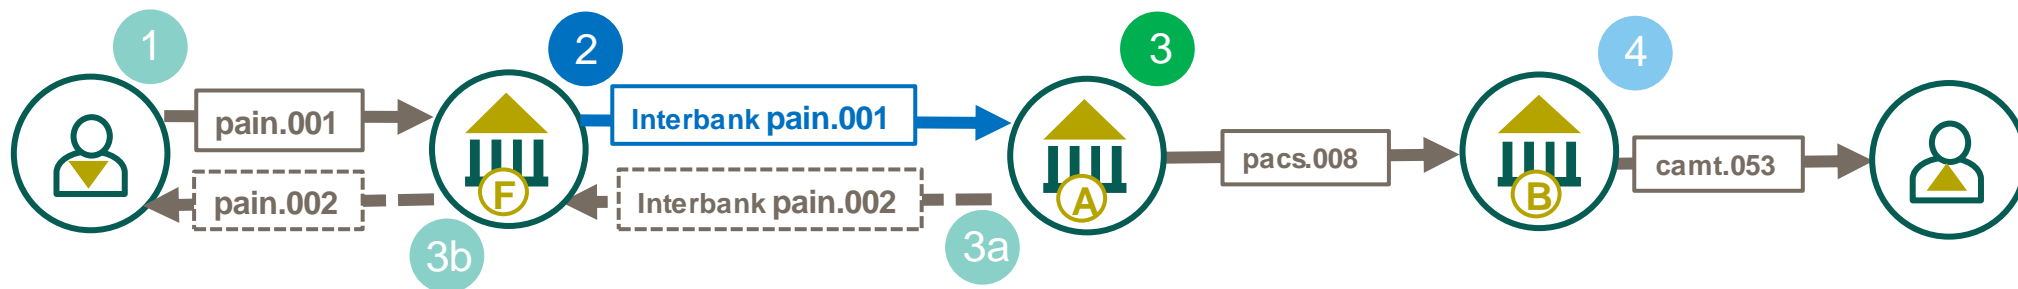 1
2
3
4
pain.001
Interbank pain.001
pacs.008
camt.053
pain.002
Interbank pain.002
F
A
B
3b
3a